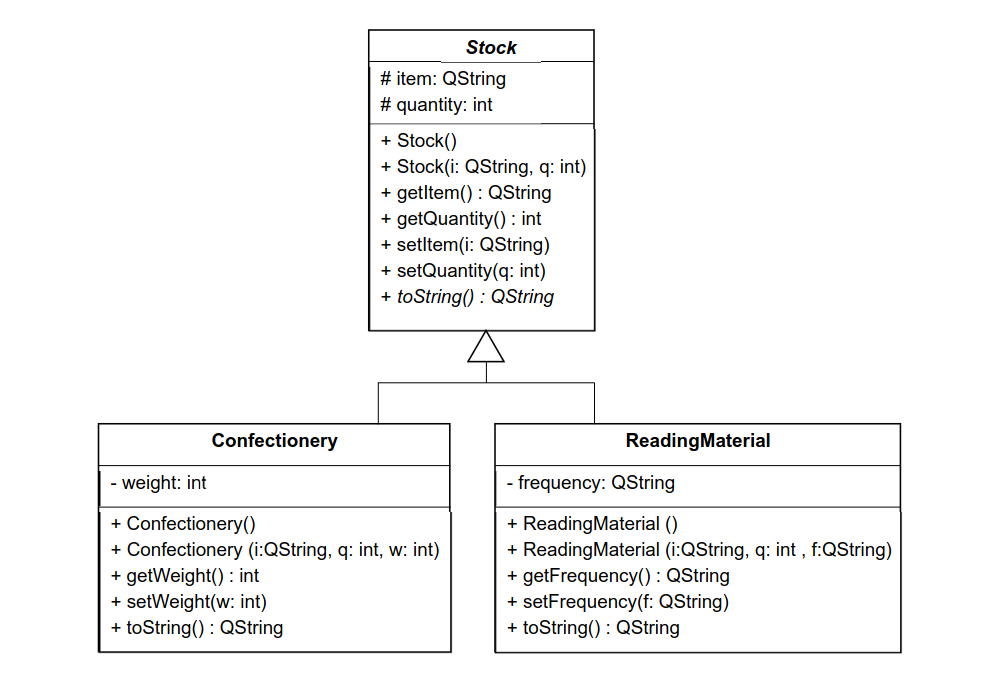 Stock
# item: QString
# quantity: int
+ Stock()
+ Stock(i: QString, q: int)
+ getItem() : QString
+ getQuantity() : int
+ setItem(i: QString)
+ setQuantity(q: int)
+ toString() : QString
Confectionery
- weight: int
+ Confectionery()
+ Confectionery (i:QString, q: int, w: int)
+ getWeight() : int
+ setWeight(w: int)
+ toString() : QString
ReadingMaterial
- frequency: QString
+ ReadingMaterial ()
+ ReadingMaterial (i:QString, q: int , f:QString)
+ getFrequency() : QString
+ setFrequency(f: QString)
+ toString() : QString